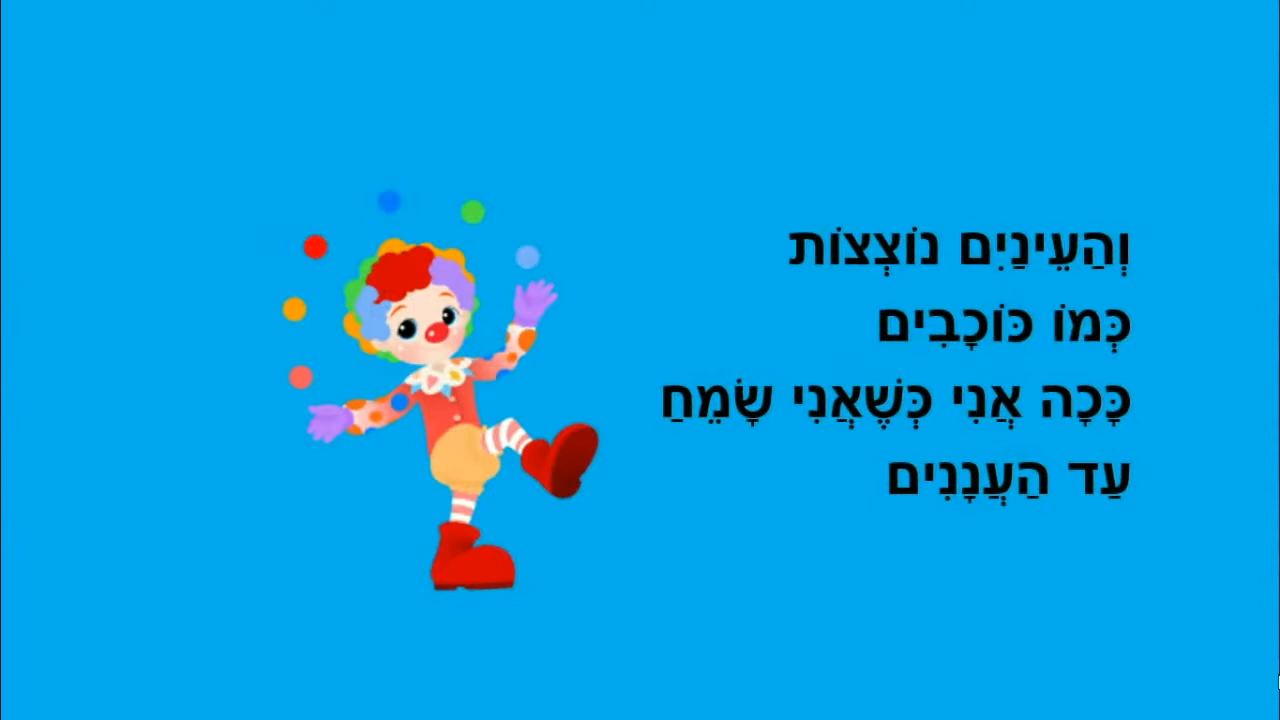 וְהַעֵינַיִם נוֹצְצוֹת
כְּמוֹ כּוֹכָבִים
כָּכָה אֲנִי כְּשֶׁאֲנִי שָׂמֵחַ
עַד הַעֲנָנִים